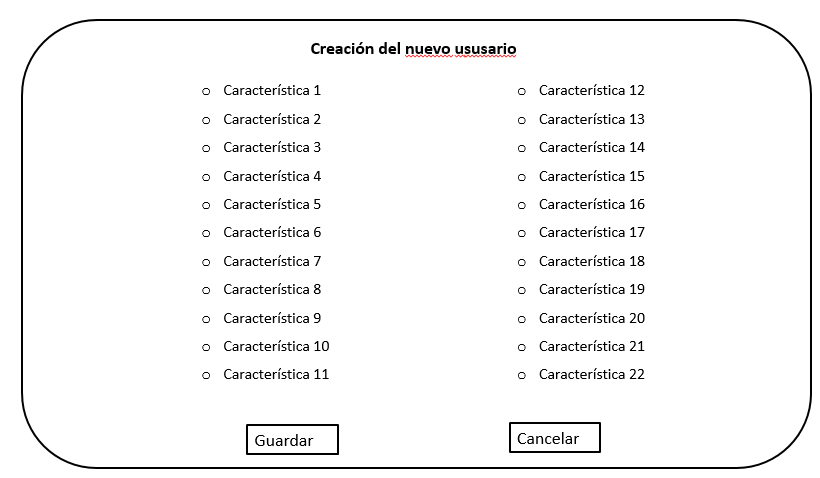 Creación del nuevo ususario
Característica 1
Característica 2
Característica 3
Característica 4
Característica 5
Característica 6
Característica 7
Característica 8
Característica 9
Característica 10
Característica 11
Característica 12
Característica 13
Característica 14
Característica 15
Característica 16
Característica 17
Característica 18
Característica 19
Característica 20
Característica 21
Característica 22
Guardar
Cancelar